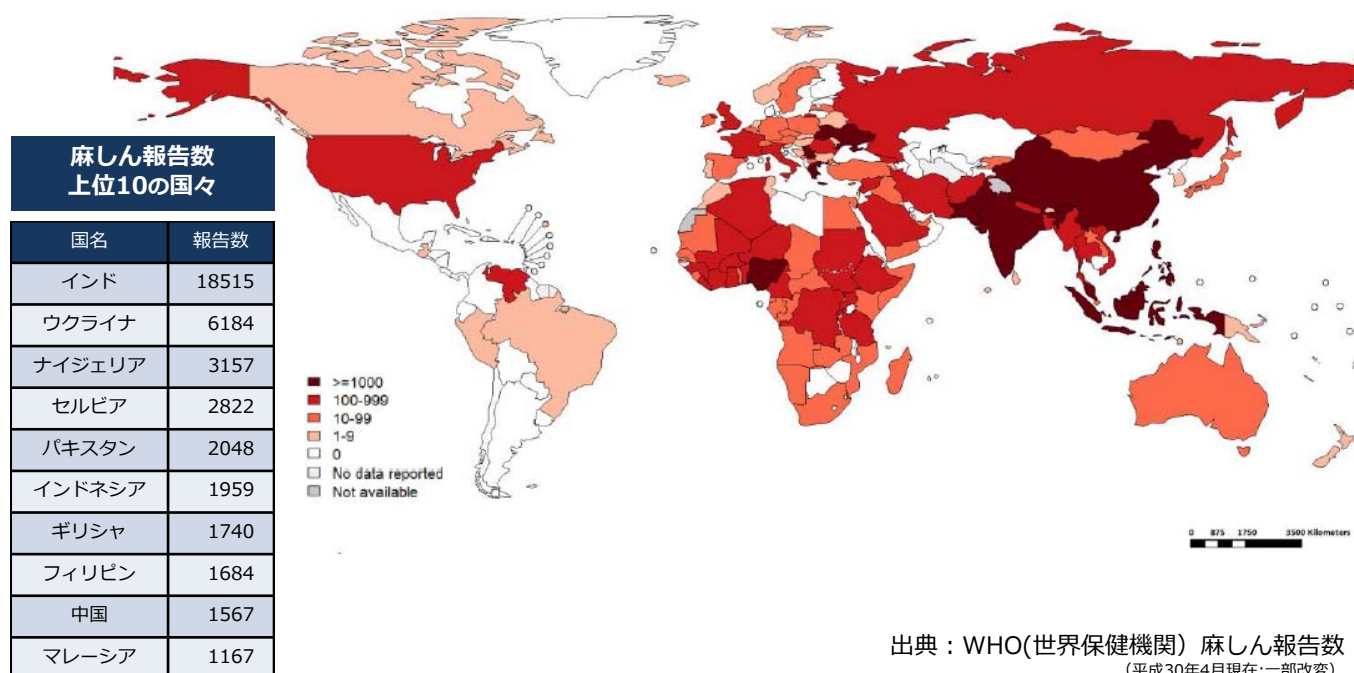 麻しん報告数
上位10の国々
国名 報告数
インド 18515
ウクライナ 6184
ナイジェリア 3157
セルビア 2822
パキスタン 2048
インドネシア 1959
ギリシャ 1740
フィリピン 1684
中国 1567
マレーシア 1167
>=1000
100-999
10-99
1-9
0
No data reported
Not available
0 875 1750 3500 Kilometers
出典：WHO(世界保健機関）麻しん報告数
（平成30年4月現在:一部改変）